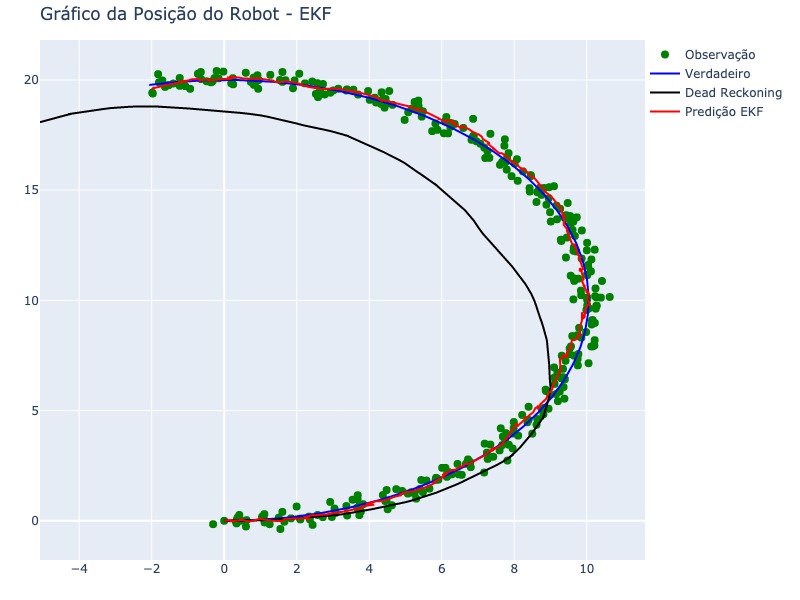 Gráfico da Posição do Robot - EKF
Observação
Verdadeiro
Dead Reckoning
Predição EKF
20
15
10
5
0
−4 −2 0 2 4 6 8 10